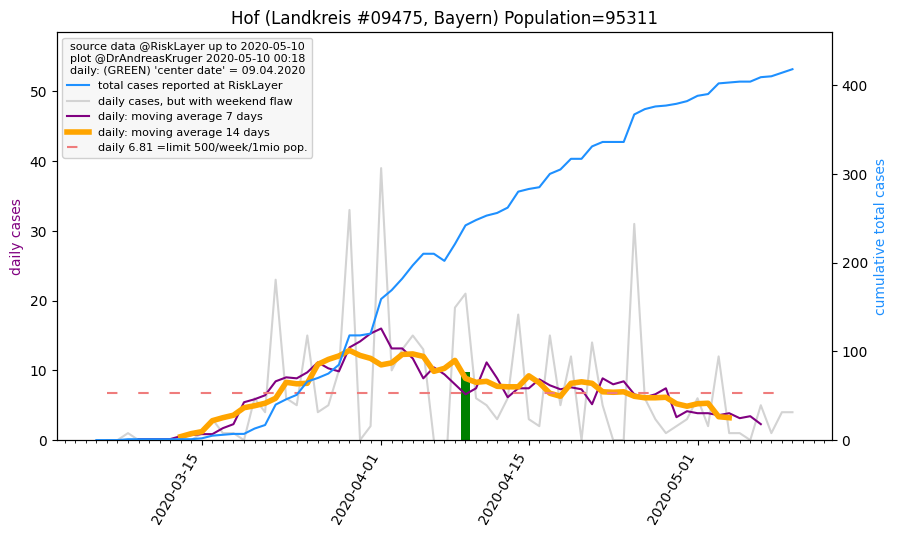 Hof (Landkreis #09475, Bayern) Population=95311
source data @RiskLayer up to 2020-05-10
plot @DrAndreasKruger 2020-05-10 00:18
daily: (GREEN) 'center date' = 09.04.2020
total cases reported at RiskLayer
daily cases, but with weekend flaw
daily: moving average 7 days
daily: moving average 14 days
daily 6.81 =limit 500/week/1mio pop.
daily cases
50
40
30
20
10
0
cumulative total cases
400
300
200
100
0
2020-03-15
2020-04-01
2020-04-15
2020-05-01